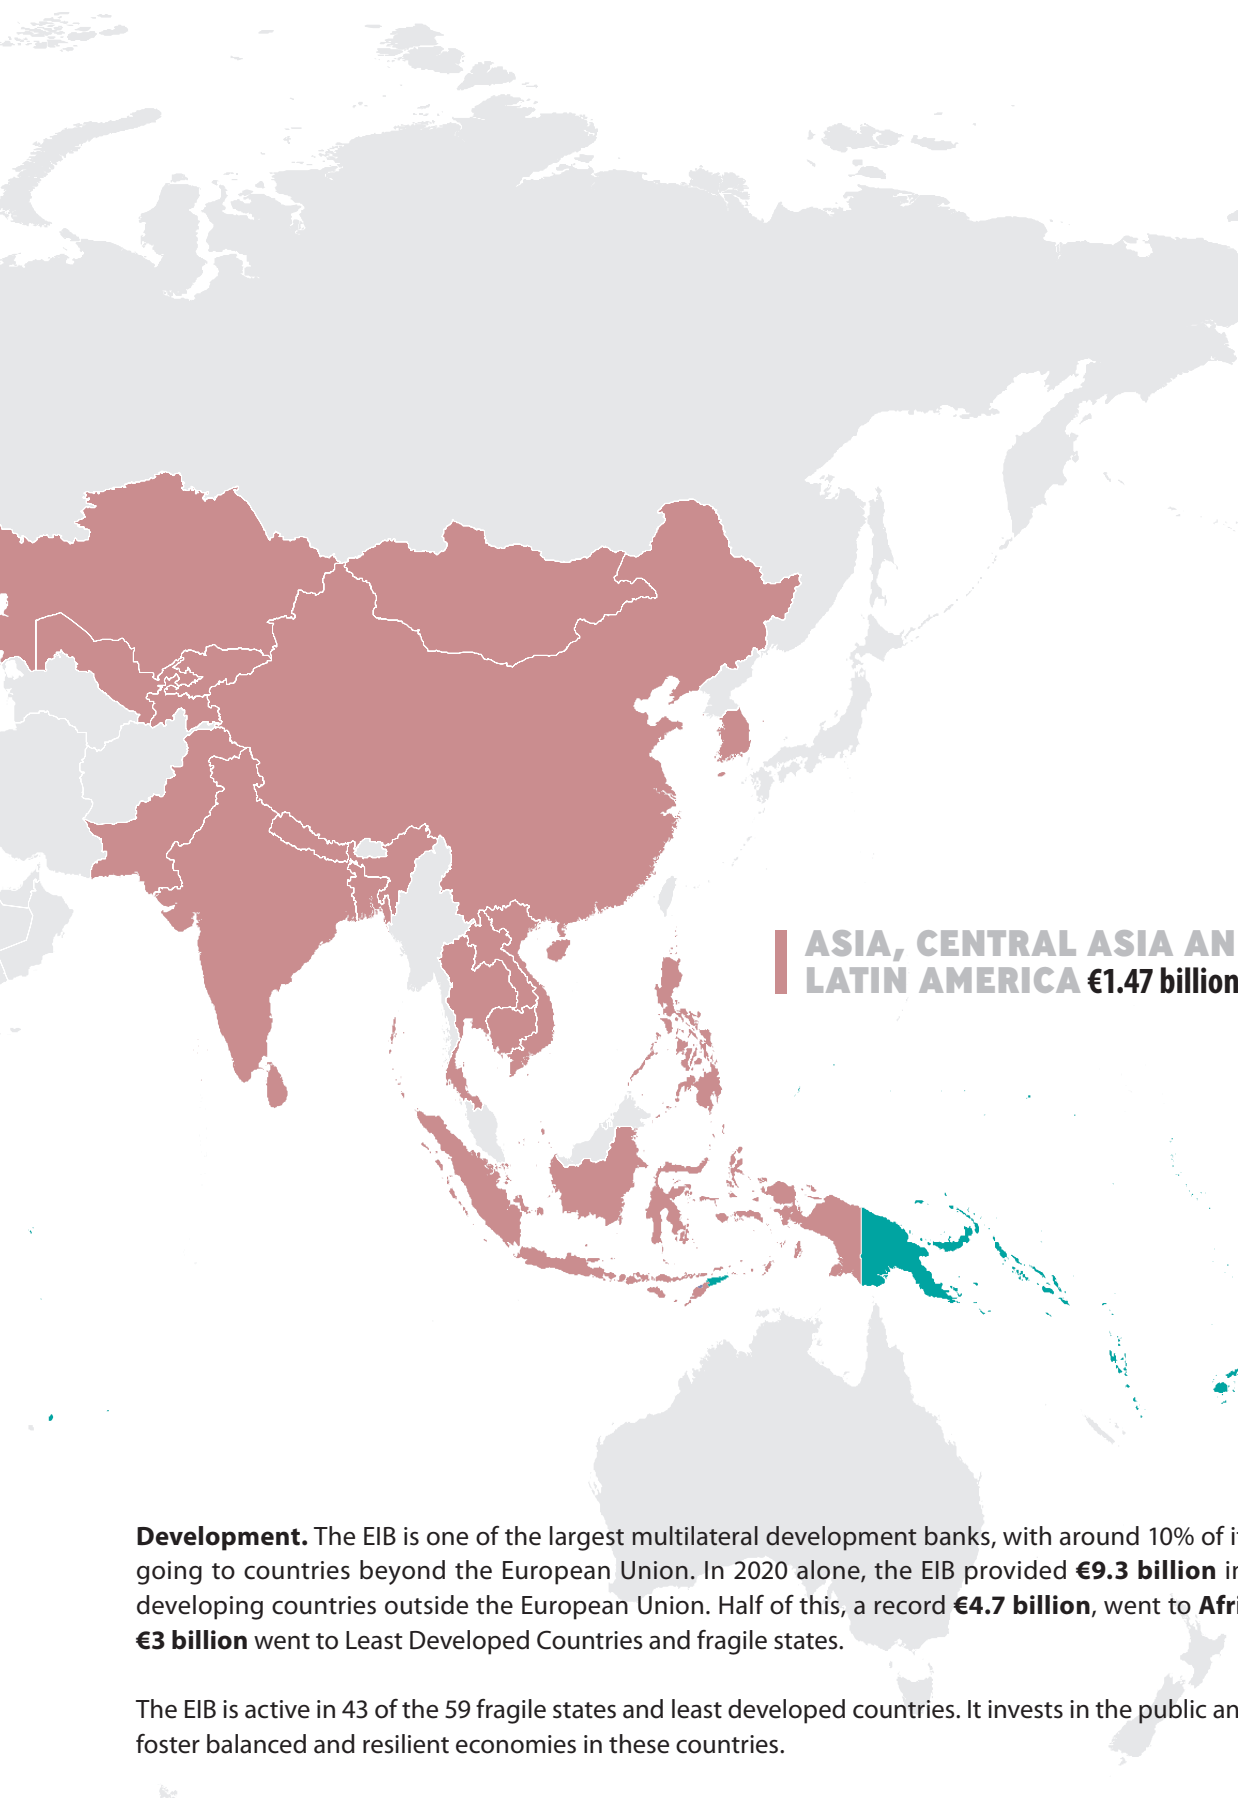 ASIA, CENTRAL ASIA AN
LATIN AMERICA €1.47 billion
Development. The EIB is one of the largest multilateral development banks, with around 10% of it
going to countries beyond the European Union. In 2020 alone, the EIB provided €9.3 billion in
developing countries outside the European Union. Half of this, a record €4.7 billion, went to Afri
€3 billion went to Least Developed Countries and fragile states.
The EIB is active in 43 of the 59 fragile states and least developed countries. It invests in the public an
foster balanced and resilient economies in these countries.